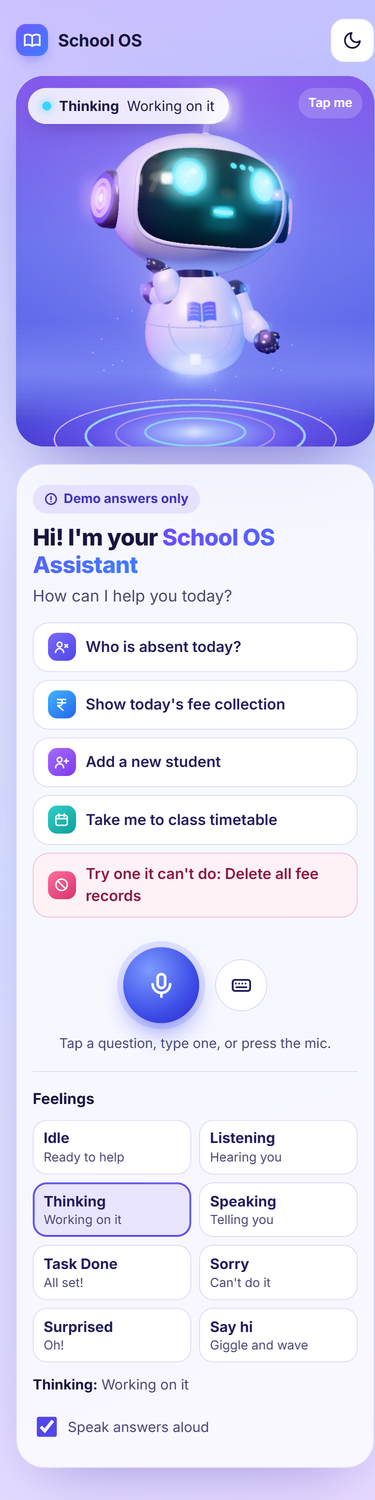 School OS
Thinking Working on it
Tap me
Demo answers only
Hi! I'm your School OS
Assistant
How can I help you today?
Who is absent today?
Show today's fee collection
Add a new student
Take me to class timetable
Try one it can't do: Delete all fee
records
Tap a question, type one, or press the mic.
Feelings
Idle
Ready to help
Listening
Hearing you
Thinking
Working on it
Speaking
Telling you
Task Done
All set!
Sorry
Can't do it
Surprised
Oh!
Say hi
Giggle and wave
Thinking: Working on it
Speak answers aloud